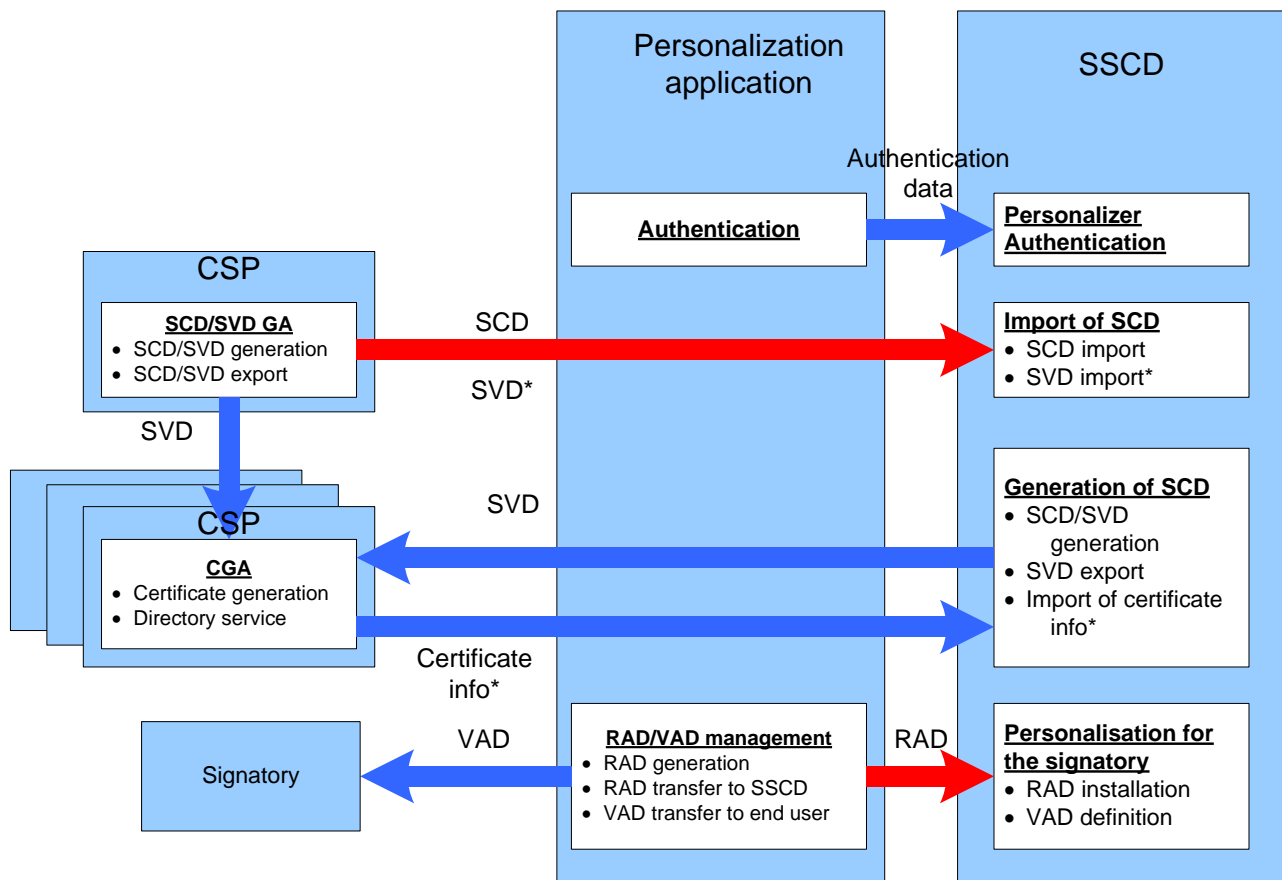 Personalization
application
SSCD
Authentication
data
Authentication
Personalizer
Authentication
CSP
SCD/SVD GA
• SCD/SVD generation
• SCD/SVD export
SCD
SVD*
Import of SCD
• SCD import
• SVD import*
SVD
CSP
CGA
• Certificate generation
• Directory service
SVD
Generation of SCD
• SCD/SVD
generation
• SVD export
• Import of certificate
info*
Certificate
info*
Signatory
VAD
RAD/VAD management
• RAD generation
• RAD transfer to SSCD
• VAD transfer to end user
RAD
Personalisation for
the signatory
• RAD installation
• VAD definition